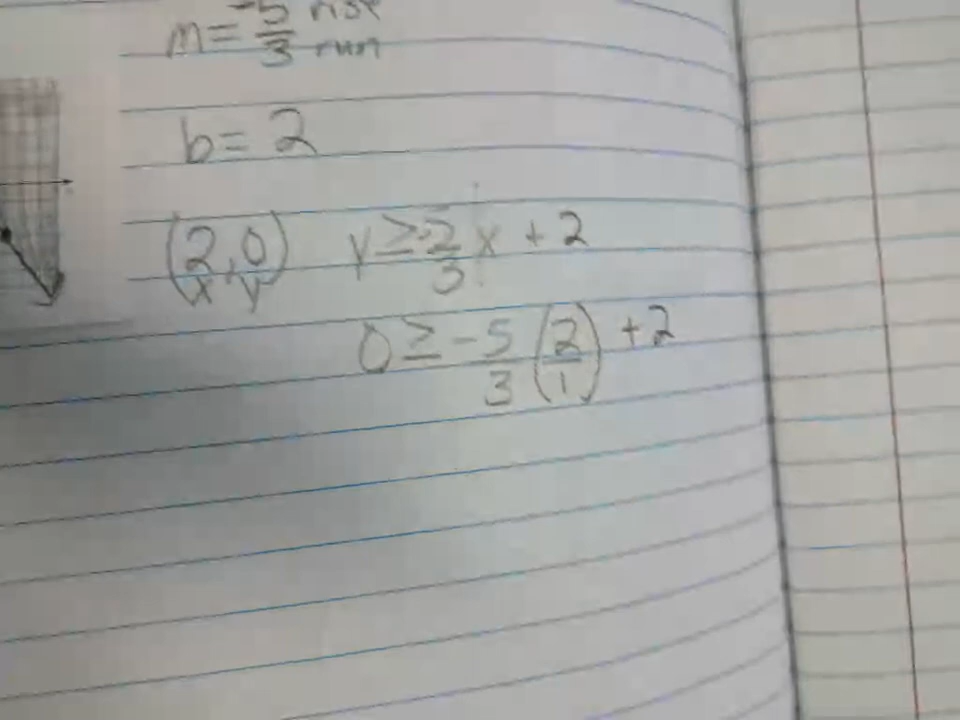 m = -5/3 rise run
b = 2
(2, 0) y ≥ -5/3 x + 2
x y
0 ≥ -5/3 (2/1) + 2